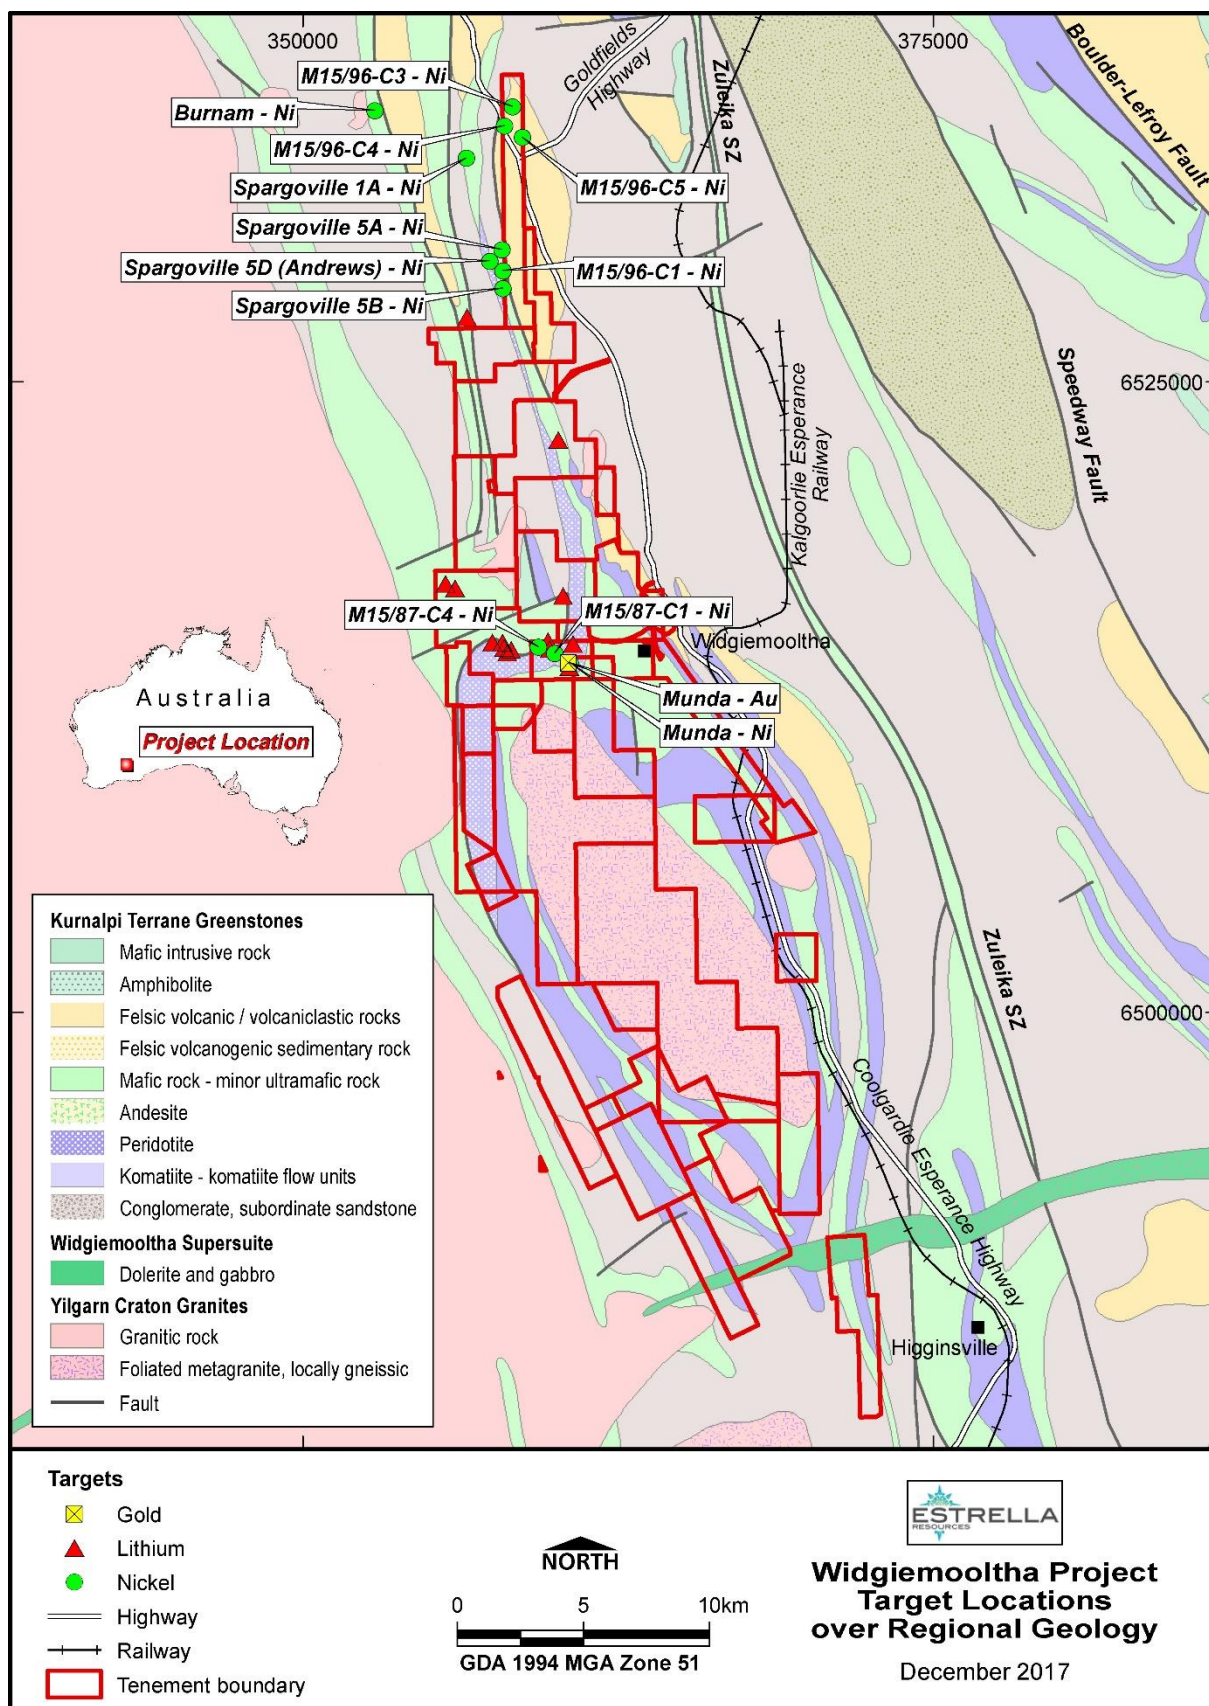 350000
375000
M15/96-C3 - Ni
Goldfields
Highway
Zuleika SZ
Boulder-Lefroy Fault
Burnam - Ni
M15/96-C4 - Ni
Spargoville 1A - Ni
M15/96-C5 - Ni
Spargoville 5A - Ni
Spargoville 5D (Andrews) - Ni
M15/96-C1 - Ni
Spargoville 5B - Ni
Speedway Fault
6525000
Kalgoorlie Esperance
Railway
M15/87-C4 - Ni
M15/87-C1 - Ni
Widgiemooltha
Munda - Au
Munda - Ni
Australia
Project Location
Zuleika SZ
6500000
Coolgardie Esperance Highway
Higginsville
Kurnalpi Terrane Greenstones
Mafic intrusive rock
Amphibolite
Felsic volcanic / volcaniclastic rocks
Felsic volcanogenic sedimentary rock
Mafic rock - minor ultramafic rock
Andesite
Peridotite
Komatiite - komatiite flow units
Conglomerate, subordinate sandstone
Widgiemooltha Supersuite
Dolerite and gabbro
Yilgarn Craton Granites
Granitic rock
Foliated metagranite, locally gneissic
Fault
Targets
Gold
Lithium
Nickel
Highway
Railway
Tenement boundary
NORTH
0 5 10km
GDA 1994 MGA Zone 51
ESTRELLA
RESOURCES
Widgiemooltha Project
Target Locations
over Regional Geology
December 2017